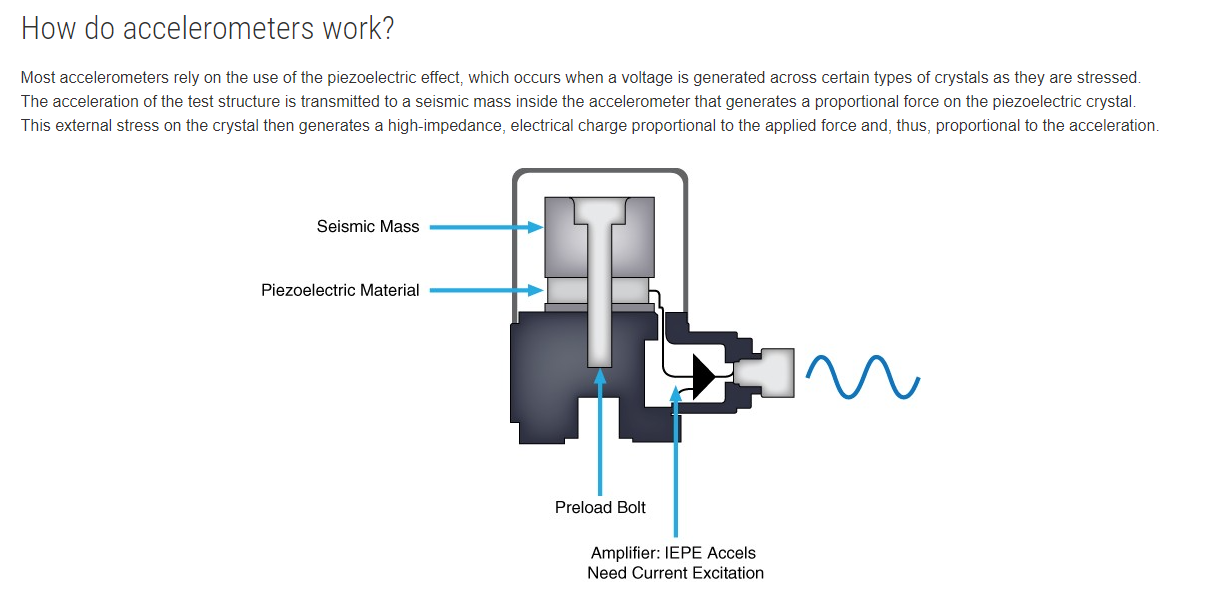 How do accelerometers work?
Most accelerometers rely on the use of the piezoelectric effect, which occurs when a voltage is generated across certain types of crystals as they are stressed.
The acceleration of the test structure is transmitted to a seismic mass inside the accelerometer that generates a proportional force on the piezoelectric crystal.
This external stress on the crystal then generates a high-impedance, electrical charge proportional to the applied force and, thus, proportional to the acceleration.
Seismic Mass
Piezoelectric Material
Preload Bolt
Amplifier: IEPE Accels
Need Current Excitation